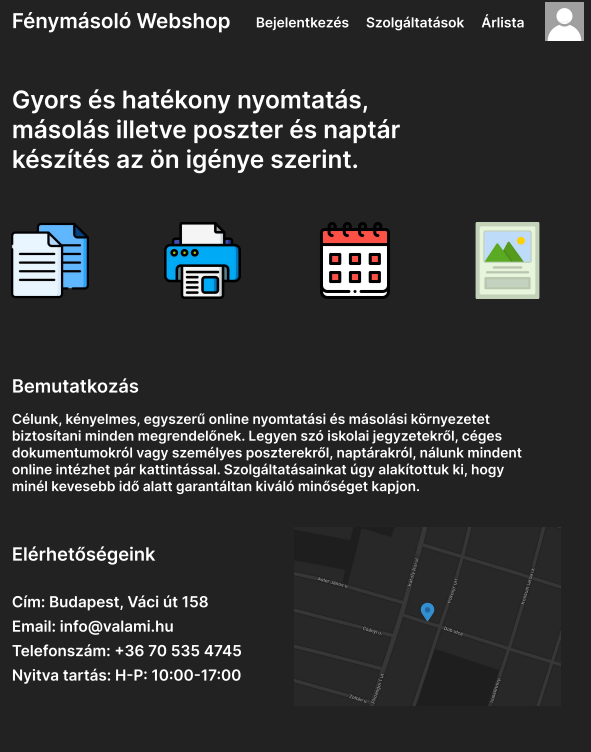 Fénymásoló Webshop
Bejelentkezés
Szolgáltatások
Árlista
Gyors és hatékony nyomtatás,
másolás illetve poszter és naptár
készítés az ön igénye szerint.
Bemutatkozás
Célunk, kényelmes, egyszerű online nyomtatási és másolási környezetet
biztosítani minden megrendelőnek. Legyen szó iskolai jegyzetekről, céges
dokumentumokról vagy személyes poszterekről, naptárakról, nálunk mindent
online intézhet pár kattintással. Szolgáltatásainkat úgy alakítottuk ki, hogy
minél kevesebb idő alatt garantáltan kiváló minőséget kapjon.
Elérhetőségeink
Cím: Budapest, Váci út 158
Email: info@valami.hu
Telefonszám: +36 70 535 4745
Nyitva tartás: H-P: 10:00-17:00